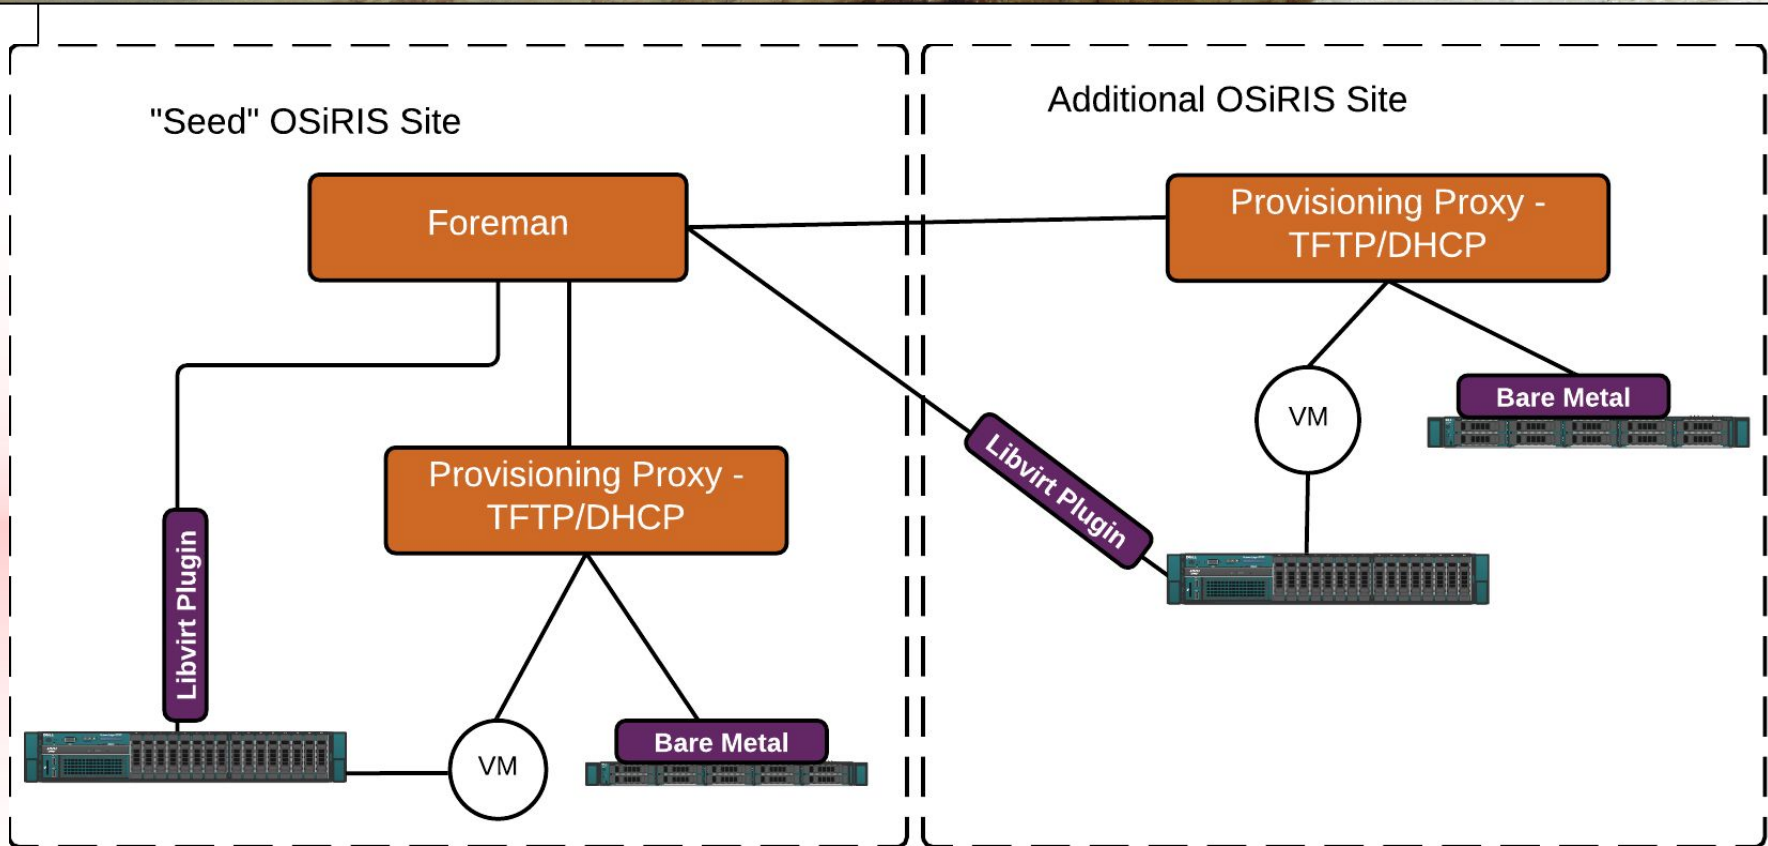 "Seed" OSiRIS Site
Foreman
Provisioning Proxy -
TFTP/DHCP
Libvirt Plugin
VM
Bare Metal
Additional OSiRIS Site
Provisioning Proxy -
TFTP/DHCP
VM
Bare Metal
Libvirt Plugin